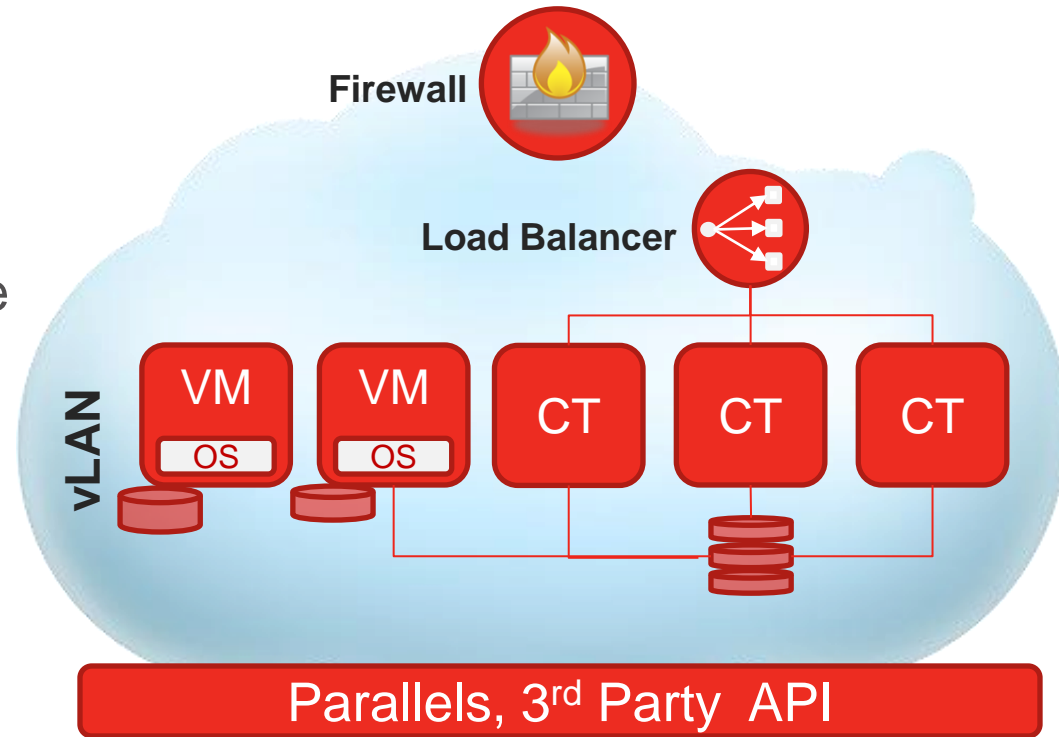 Firewall
Load Balancer
e
vLAN
VM
VM
CT
CT
CT
OS
OS
Parallels, 3rd Party API